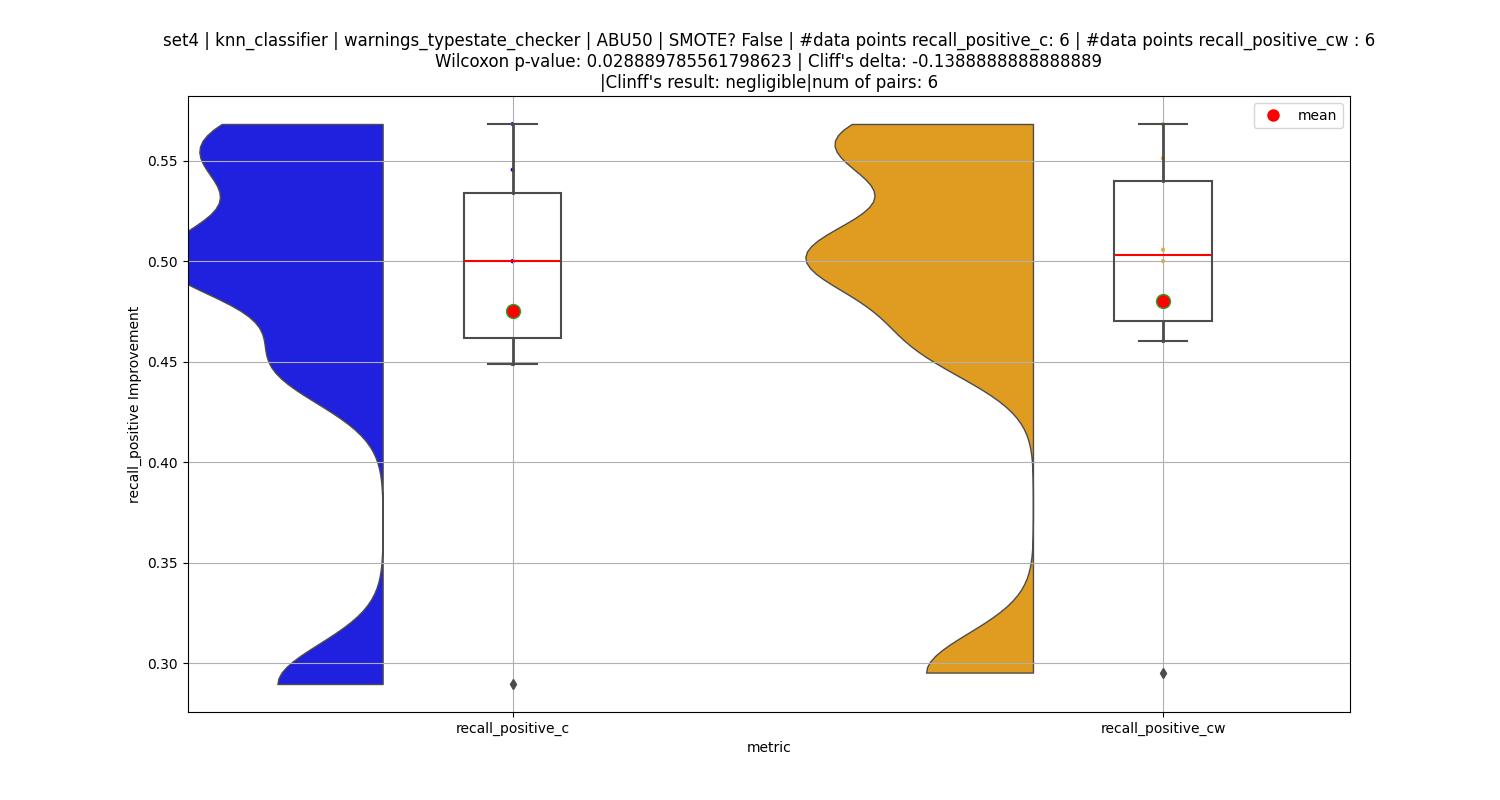 set4 | knn_classifier | warnings_typestate_checker | ABU50 | SMOTE? False | #data points recall_positive_c: 6 | #data points recall_positive_cw : 6
Wilcoxon p-value: 0.028889785561798623 | Cliff's delta: -0.1388888888888889
|Clinff's result: negligible|num of pairs: 6
mean
0.55
0.50
0.45
0.40
0.35
0.30
recall_positive Improvement
recall_positive_c
recall_positive_cw
metric